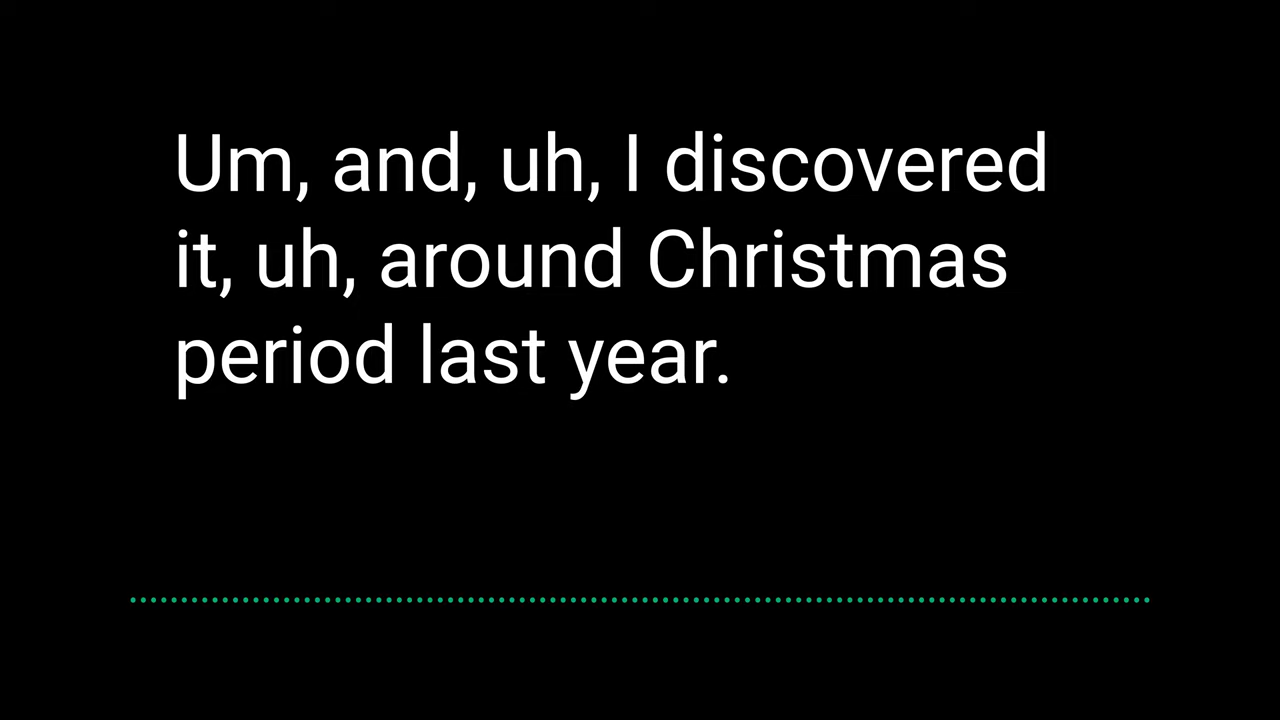 Um, and, uh, I discovered
it, uh, around Christmas
period last year.